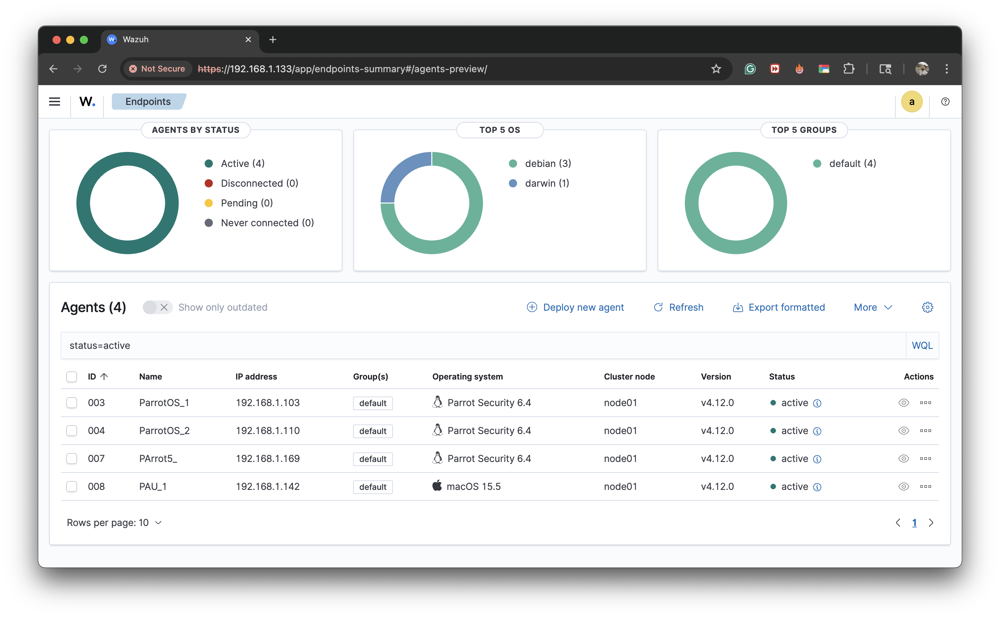 Wazuh
Not Secure https://192.168.1.133/app/endpoints-summary#/agents-preview/
W. Endpoints a
AGENTS BY STATUS
Active (4)
Disconnected (0)
Pending (0)
Never connected (0)
TOP 5 OS
debian (3)
darwin (1)
TOP 5 GROUPS
default (4)
Agents (4) Show only outdated Deploy new agent Refresh Export formatted More
status=active WQL
ID Name IP address Group(s) Operating system Cluster node Version Status Actions
003 ParrotOS_1 192.168.1.103 default Parrot Security 6.4 node01 v4.12.0 active
004 ParrotOS_2 192.168.1.110 default Parrot Security 6.4 node01 v4.12.0 active
007 PArrot5_ 192.168.1.169 default Parrot Security 6.4 node01 v4.12.0 active
008 PAU_1 192.168.1.142 default macOS 15.5 node01 v4.12.0 active
Rows per page: 10 1